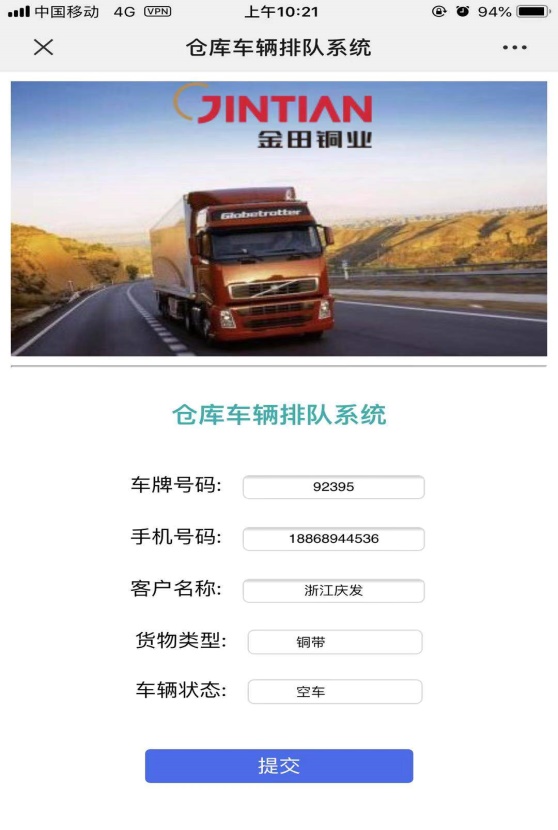 中国移动 4G VPN 上午10:21 94%
仓库车辆排队系统
JINTIAN
金田铜业
Globetrotter
仓库车辆排队系统
车牌号码: 92395
手机号码: 18868944536
客户名称: 浙江庆发
货物类型: 铜带
车辆状态: 空车
提交